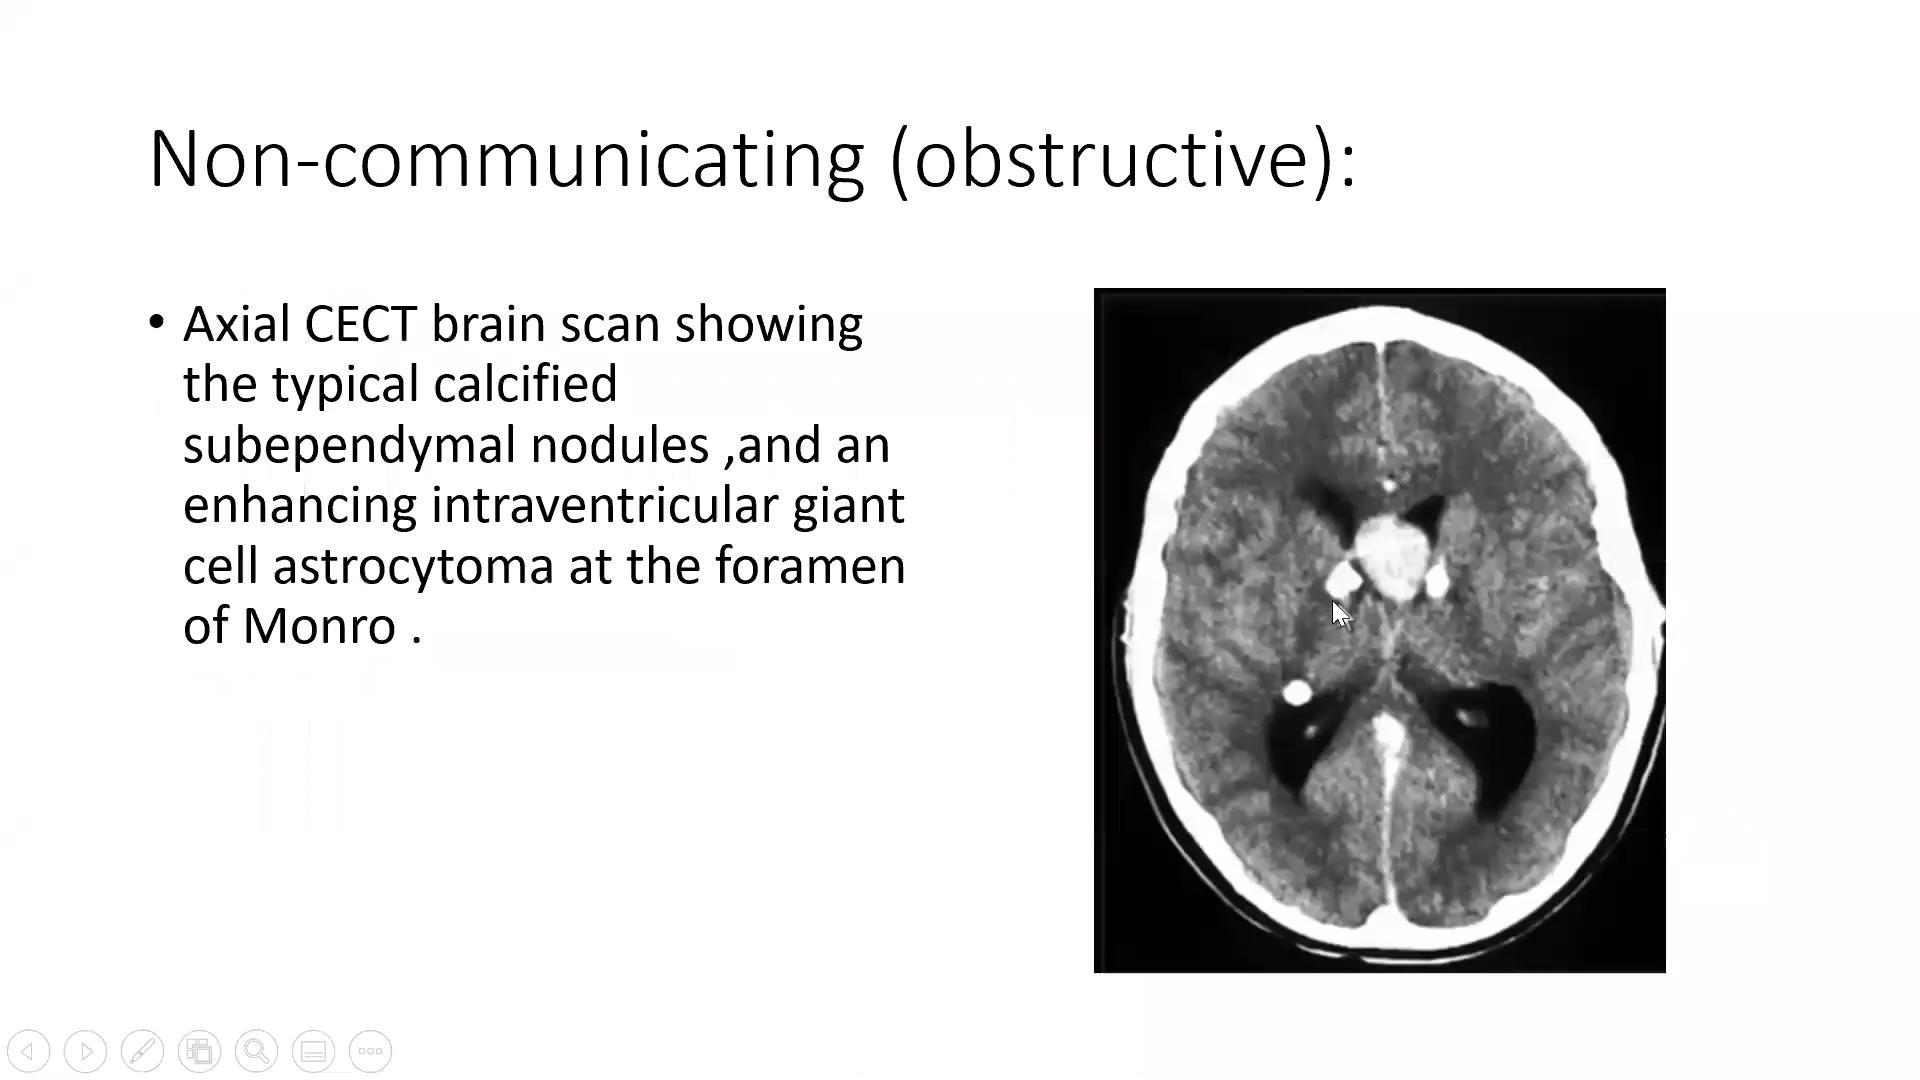 Non-communicating (obstructive):
• Axial CECT brain scan showing
the typical calcified
subependymal nodules ,and an
enhancing intraventricular giant
cell astrocytoma at the foramen
of Monro .